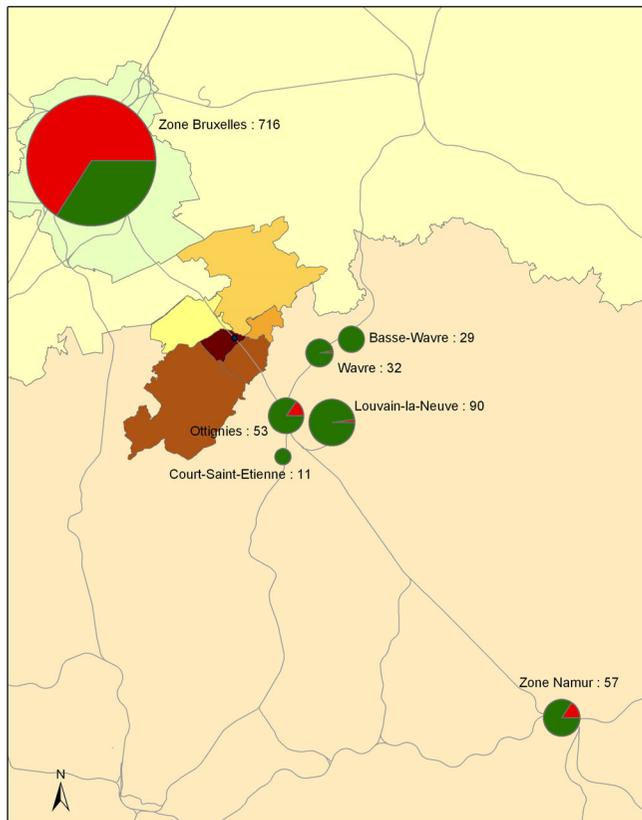 Zone Bruxelles : 716
Basse-Wavre : 29
Wavre : 32
Louvain-la-Neuve : 90
Ottignies : 53
Court-Saint-Etienne : 11
Zone Namur : 57
N